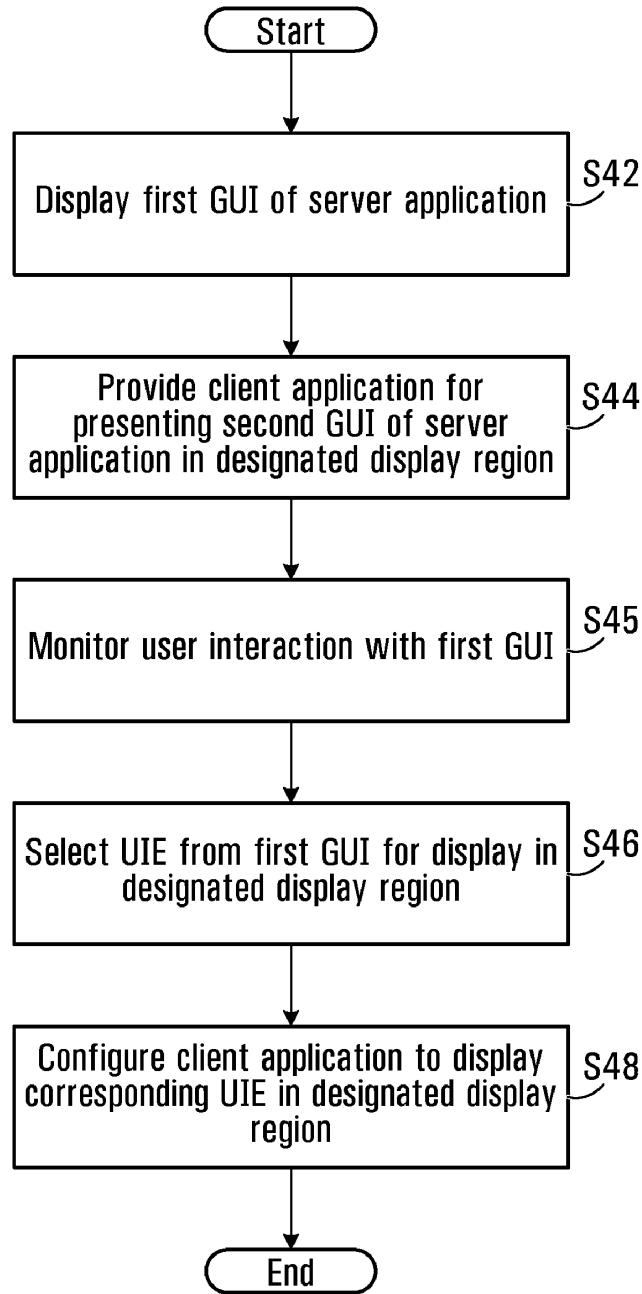 Start
Display first GUI of server application
S42
Provide client application for
presenting second GUI of server
application in designated display region
S44
Monitor user interaction with first GUI
S45
Select UIE from first GUI for display in
designated display region
S46
Configure client application to display
corresponding UIE in designated display
region
S48
End